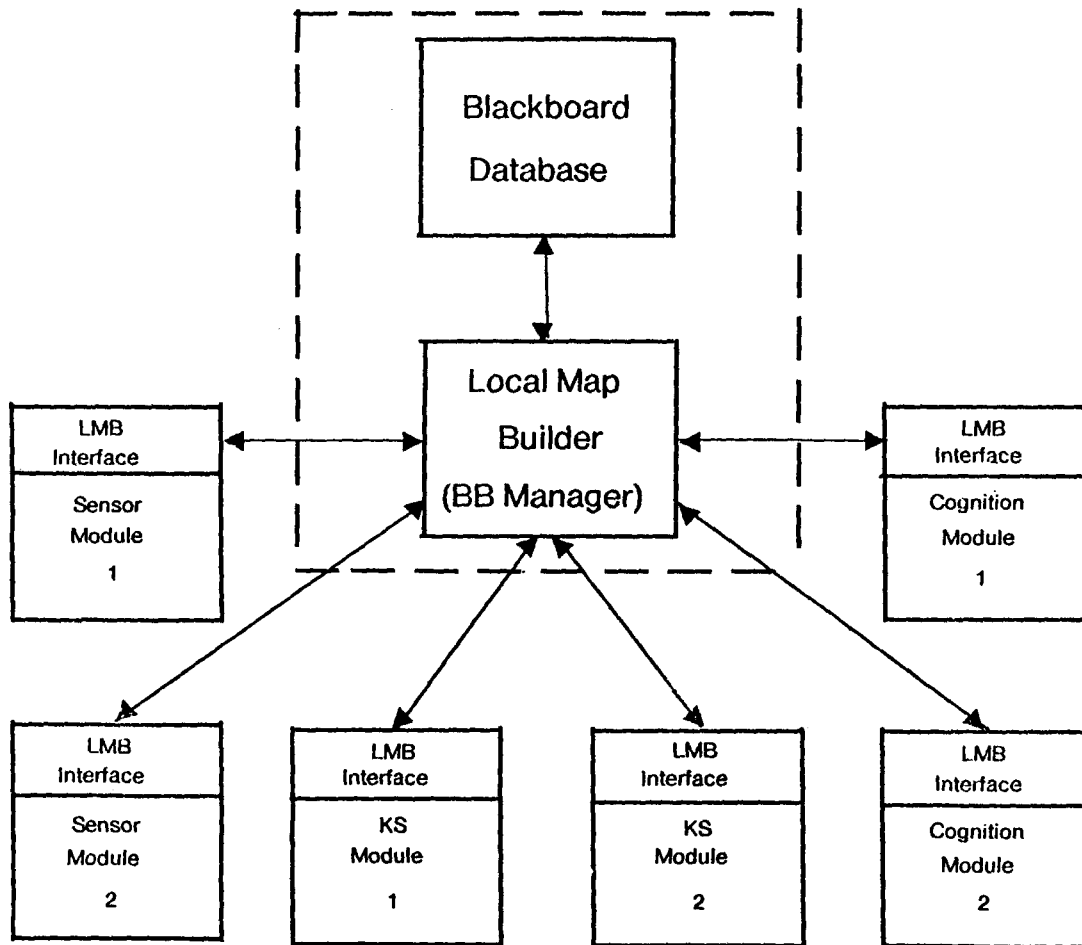 Blackboard
Database
Local Map
Builder
(BB Manager)
LMB
Interface
Sensor
Module
1
LMB
Interface
Cognition
Module
1
LMB
Interface
Sensor
Module
2
LMB
Interface
KS
Module
1
LMB
Interface
KS
Module
2
LMB
Interface
Cognition
Module
2